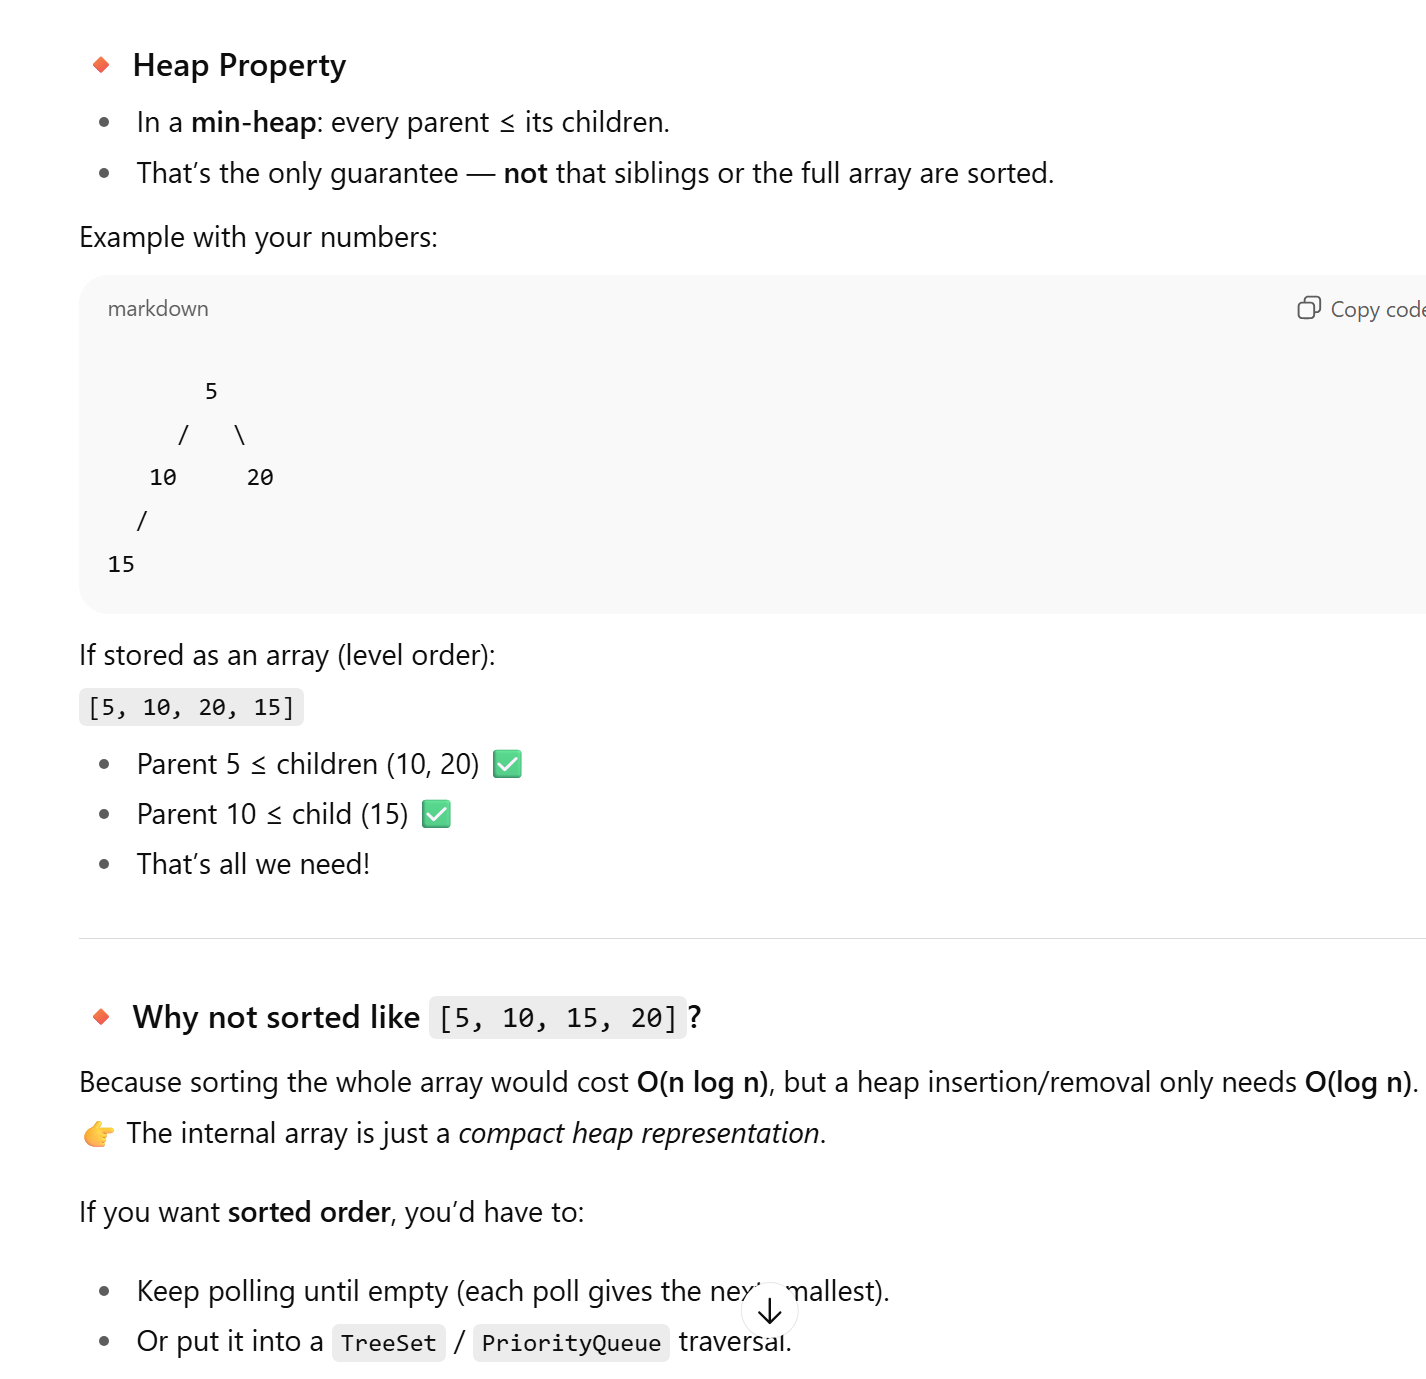 Heap Property
In a min-heap: every parent ≤ its children.
That’s the only guarantee — not that siblings or the full array are sorted.
Example with your numbers:
markdown
Copy code
5
/ \
10 20
/
15
If stored as an array (level order):
[5, 10, 20, 15]
Parent 5 ≤ children (10, 20) ✅
Parent 10 ≤ child (15) ✅
That’s all we need!
Why not sorted like [5, 10, 15, 20]?
Because sorting the whole array would cost O(n log n), but a heap insertion/removal only needs O(log n).
👉 The internal array is just a compact heap representation.
If you want sorted order, you’d have to:
Keep polling until empty (each poll gives the next smallest).
Or put it into a TreeSet / PriorityQueue traversal.